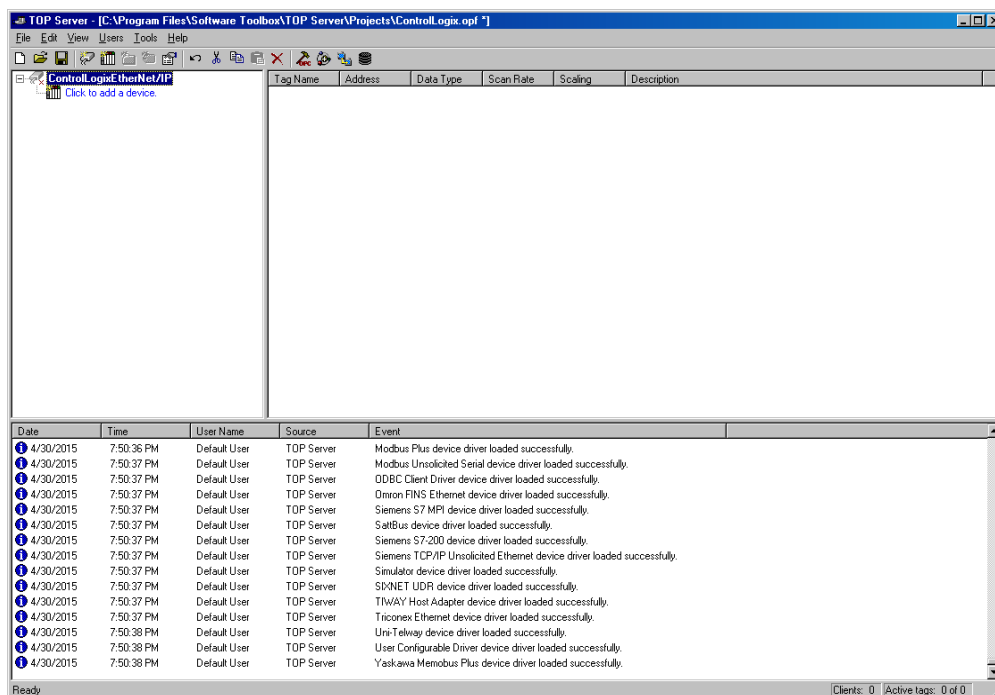 TOP Server - [C:\Program Files\Software Toolbox\TOP Server\Projects\ControlLogix.opf *]
File Edit View Users Tools Help
ControlLogixEtherNet/IP
Click to add a device.
Tag Name Address Data Type Scan Rate Scaling Description
Date Time User Name Source Event
4/30/2015 7:50:36 PM Default User TOP Server Modbus Plus device driver loaded successfully.
4/30/2015 7:50:37 PM Default User TOP Server Modbus Unsolicited Serial device driver loaded successfully.
4/30/2015 7:50:37 PM Default User TOP Server ODBC Client Driver device driver loaded successfully.
4/30/2015 7:50:37 PM Default User TOP Server Omron FINS Ethernet device driver loaded successfully.
4/30/2015 7:50:37 PM Default User TOP Server Siemens S7 MPI device driver loaded successfully.
4/30/2015 7:50:37 PM Default User TOP Server SattBus device driver loaded successfully.
4/30/2015 7:50:37 PM Default User TOP Server Siemens S7-200 device driver loaded successfully.
4/30/2015 7:50:37 PM Default User TOP Server Siemens TCP/IP Unsolicited Ethernet device driver loaded successfully.
4/30/2015 7:50:37 PM Default User TOP Server Simulator device driver loaded successfully.
4/30/2015 7:50:37 PM Default User TOP Server SIXNET UDR device driver loaded successfully.
4/30/2015 7:50:37 PM Default User TOP Server TIWAY Host Adapter device driver loaded successfully.
4/30/2015 7:50:37 PM Default User TOP Server Triconex Ethernet device driver loaded successfully.
4/30/2015 7:50:38 PM Default User TOP Server Uni-Telway device driver loaded successfully.
4/30/2015 7:50:38 PM Default User TOP Server User Configurable Driver device driver loaded successfully.
4/30/2015 7:50:38 PM Default User TOP Server Yaskawa Memobus Plus device driver loaded successfully.
Ready Clients: 0 Active tags: 0 of 0